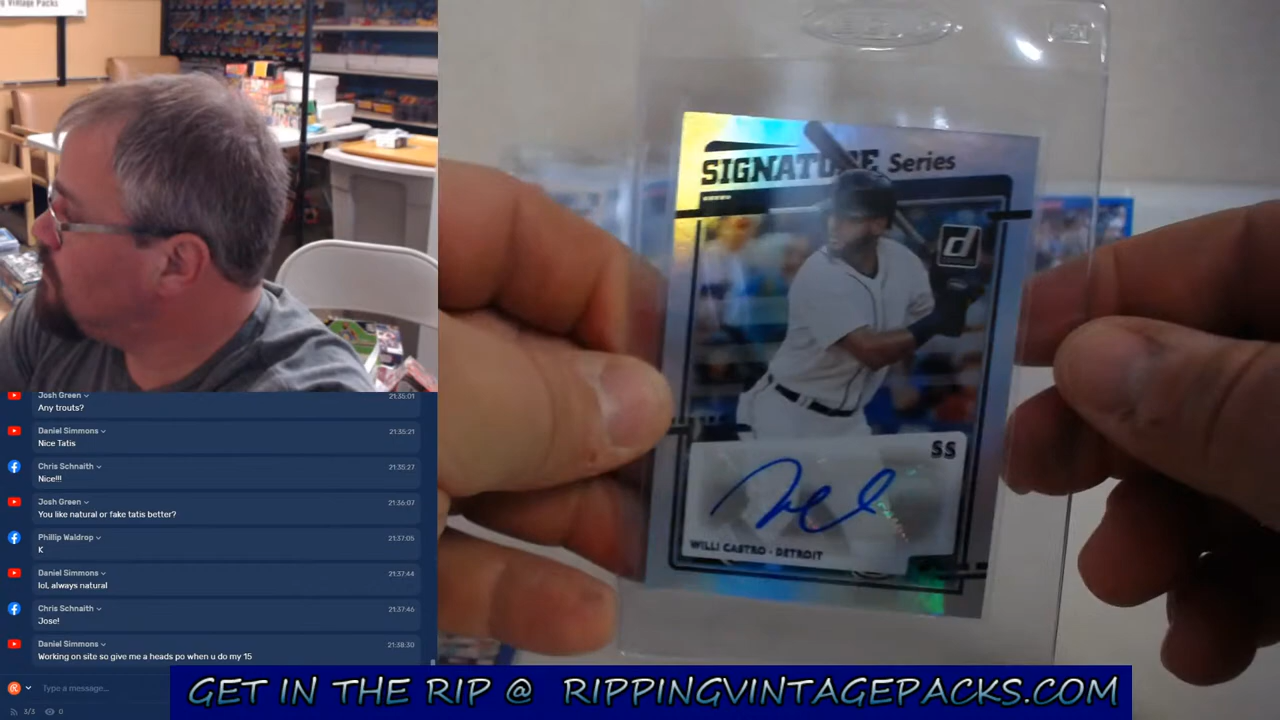 g Vintage Packs
Josh Green
21:35:01
Any trouts?
Daniel Simmons
21:35:21
Nice Tatis
Chris Schnaith
21:35:27
Nice!!!
Josh Green
21:36:07
You like natural or fake tatis better?
Phillip Waldrop
21:37:05
K
Daniel Simmons
21:37:44
lol, always natural
Chris Schnaith
21:37:46
Jose!
Daniel Simmons
21:38:30
Working on site so give me a heads po when u do my 15
Type a message...
3/3
0
SIGNATURE Series
d
SS
WILLI CASTRO - DETROIT
GET IN THE RIP @ RIPPINGVINTAGEPACKS.COM